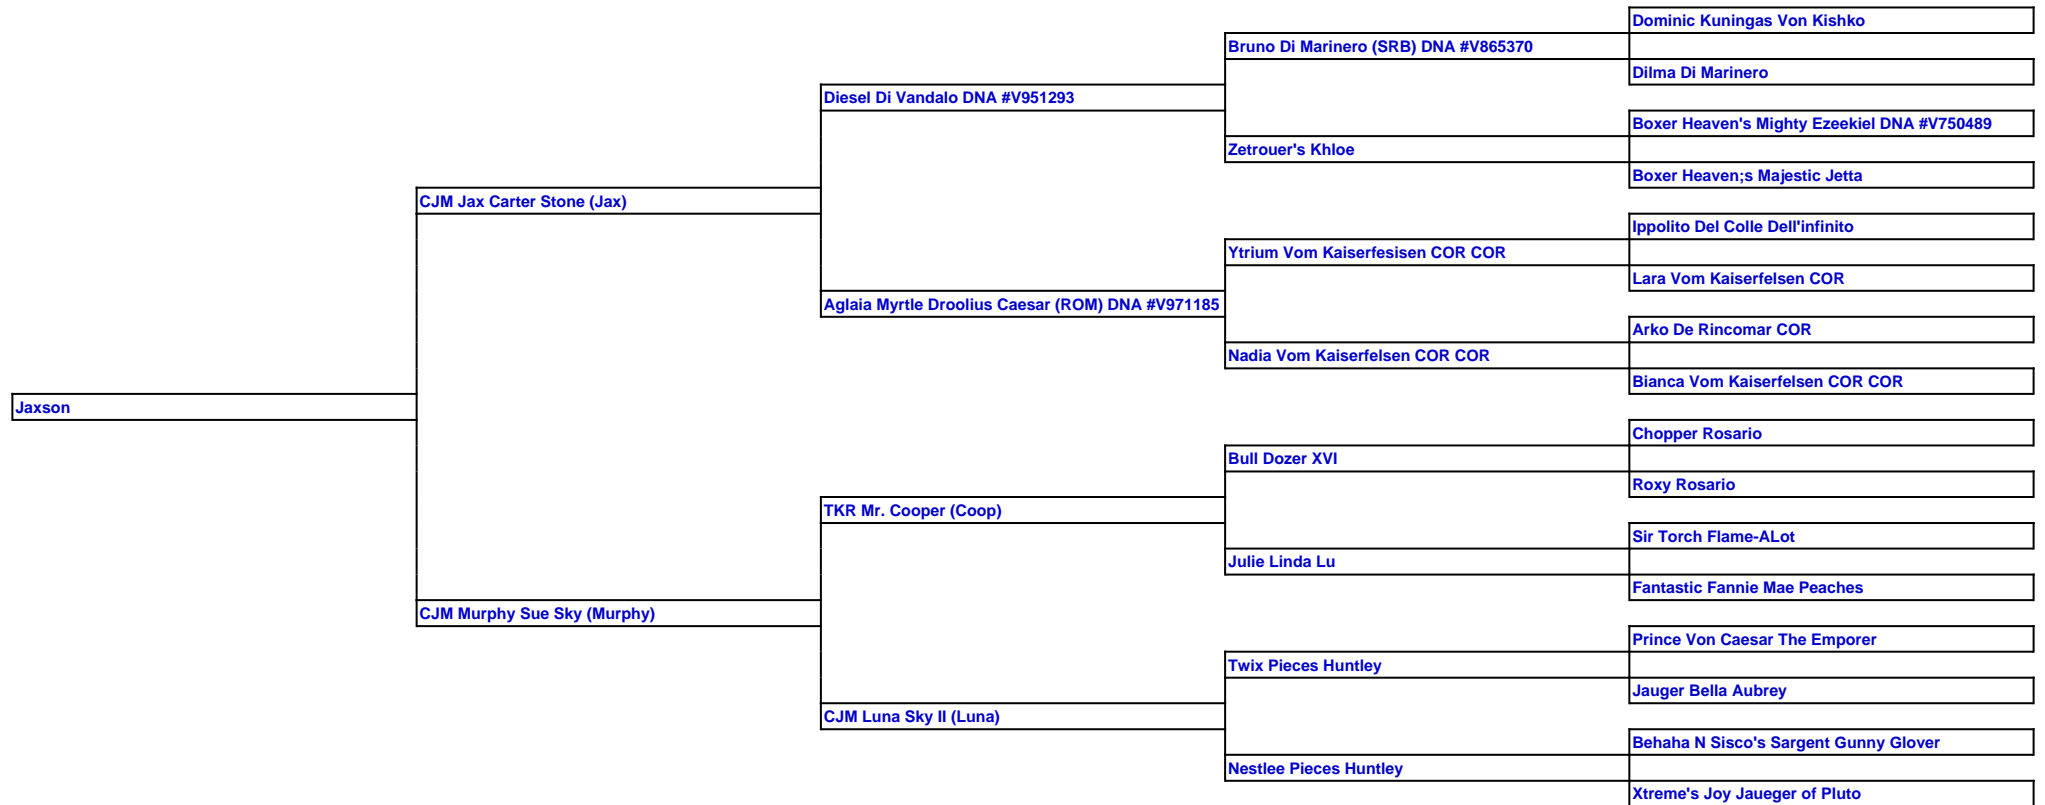 Dominic Kuningas Von Kishko
Bruno Di Marinero (SRB) DNA #V865370
Dilma Di Marinero
Diesel Di Vandalo DNA #V951293
Boxer Heaven's Mighty Ezeekiel DNA #V750489
Zetrouer's Khloe
Boxer Heaven;s Majestic Jetta
CJM Jax Carter Stone (Jax)
Ippolito Del Colle Dell'infinito
Ytrium Vom Kaiserfesisen COR COR
Lara Vom Kaiserfelsen COR
Aglaia Myrtle Droolius Caesar (ROM) DNA #V971185
Arko De Rincomar COR
Nadia Vom Kaiserfelsen COR COR
Bianca Vom Kaiserfelsen COR COR
Jaxson
Chopper Rosario
Bull Dozer XVI
Roxy Rosario
TKR Mr. Cooper (Coop)
Sir Torch Flame-ALot
Julie Linda Lu
Fantastic Fannie Mae Peaches
CJM Murphy Sue Sky (Murphy)
Prince Von Caesar The Emporer
Twix Pieces Huntley
Jauger Bella Aubrey
CJM Luna Sky II (Luna)
Behaha N Sisco's Sargent Gunny Glover
Nestlee Pieces Huntley
Xtreme's Joy Jaueger of Pluto